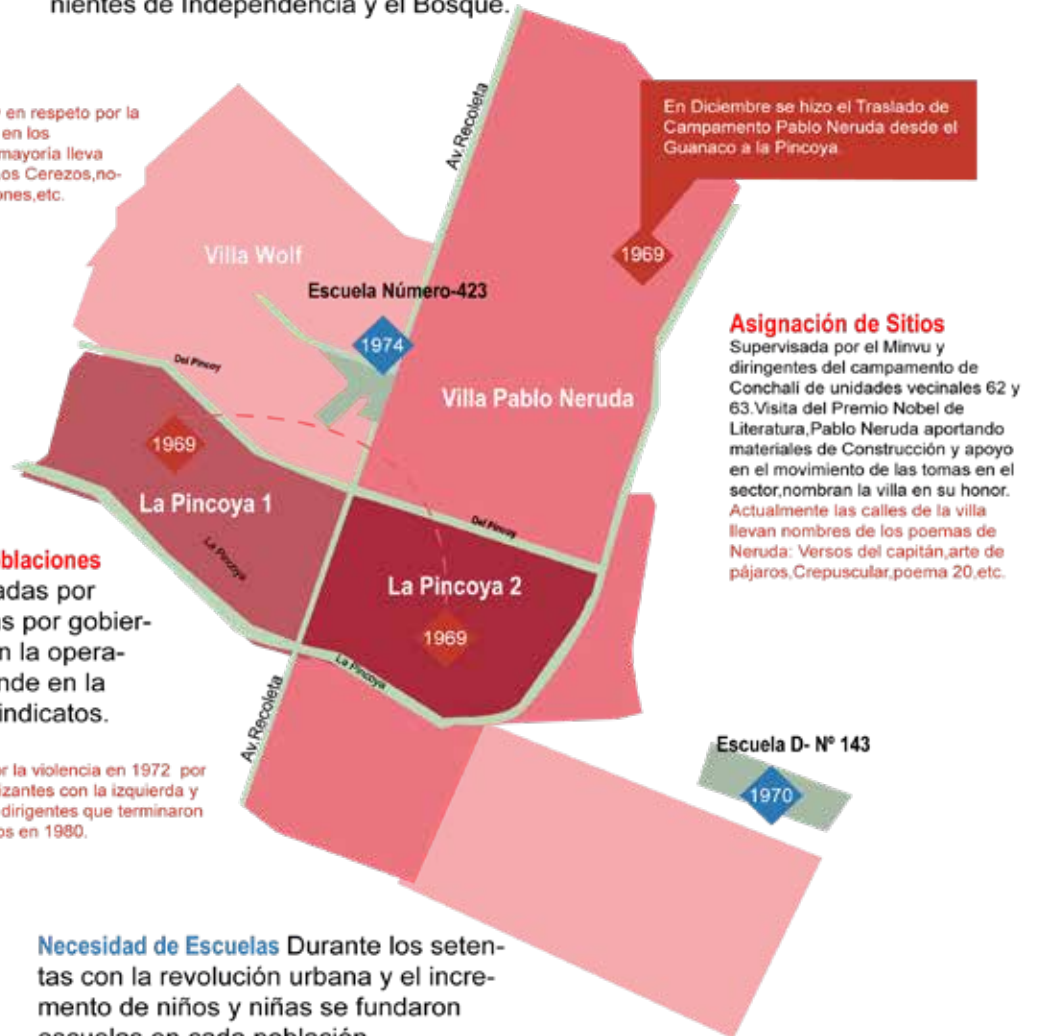 nientes de Independencia y el Bosque.
en respeto por la
en los
mayoría lleva
os Cerezos,no-
ones,etc.
Av.Recoleta
En Diciembre se hizo el Traslado de
Campamento Pablo Neruda desde el
Guanaco a la Pincoya.
1969
Villa Wolf
Escuela Número-423
1974
Villa Pablo Neruda
Del Pincoy
1969
La Pincoya 1
La Pincoya
Del Pincoy
La Pincoya 2
1969
La Pincoya
Av.Recoleta
Asignación de Sitios
Supervisada por el Minvu y
diringentes del campamento de
Conchalí de unidades vecinales 62 y
63.Visita del Premio Nobel de
Literatura,Pablo Neruda aportando
materiales de Construcción y apoyo
en el movimiento de las tomas en el
sector,nombran la villa en su honor.
Actualmente las calles de la villa
llevan nombres de los poemas de
Neruda: Versos del capitán,arte de
pájaros,Crepuscular,poema 20,etc.
oblaciones
adas por
as por gobier-
n la opera-
nde en la
indicatos.
or la violencia en 1972 por
izantes con la izquierda y
dirigentes que terminaron
os en 1980.
Escuela D- Nº 143
1970
Necesidad de Escuelas Durante los seten-
tas con la revolución urbana y el incre-
mento de niños y niñas se fundaron
escuelas en cada población